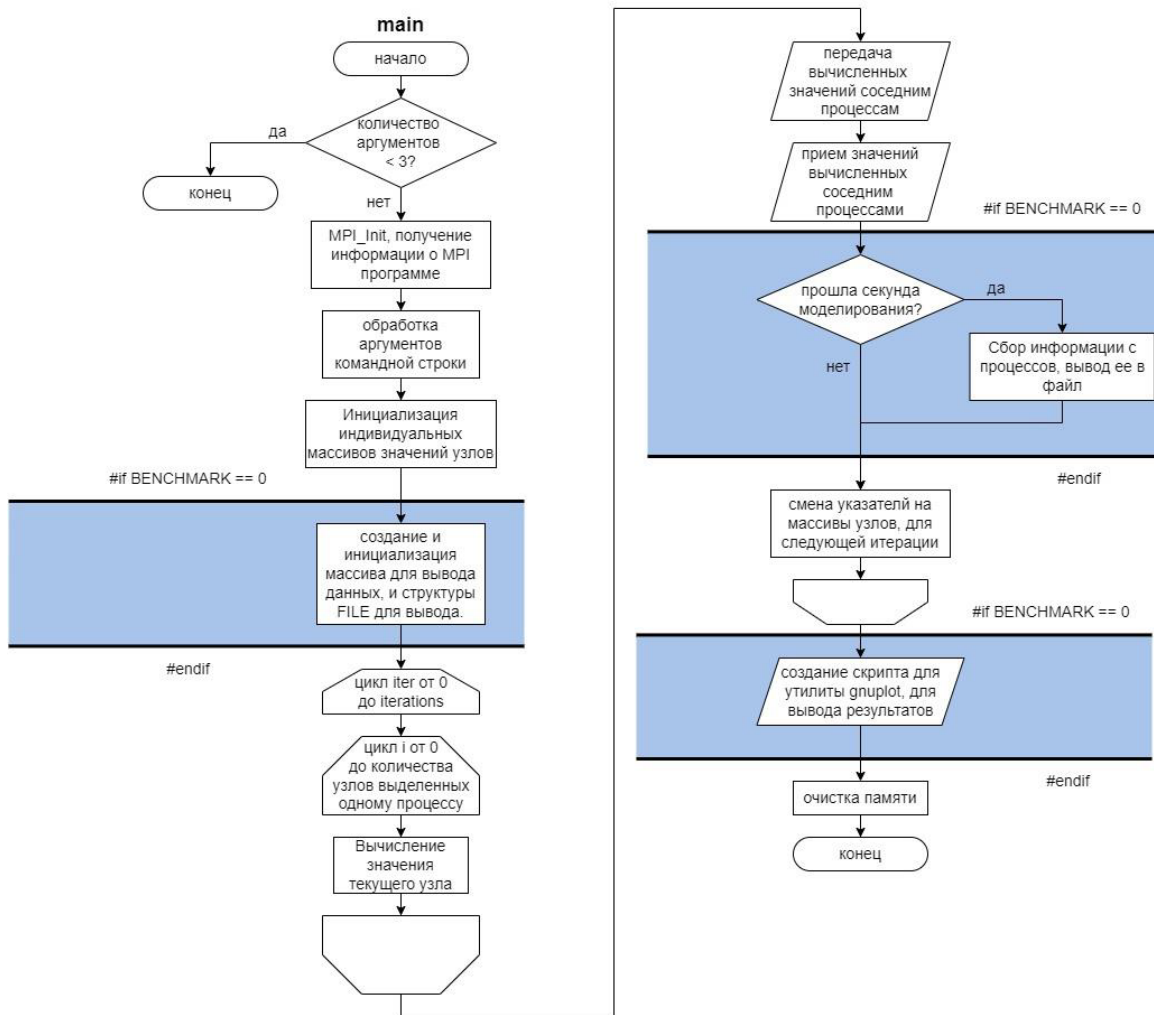 main
начало
количество
аргументов
< 3?
да
конец
нет
MPI_Init, получение
информации о MPI
программе
обработка
аргументов
командной строки
Инициализация
индивидуальных
массивов значений узлов
#if BENCHMARK == 0
создание и
инициализация
массива для вывода
данных, и структуры
FILE для вывода.
#endif
цикл iter от 0
до iterations
цикл i от 0
до количества
узлов выделенных
одному процессу
Вычисление
значения
текущего узла
передача
вычисленных
значений соседним
процессам
прием значений
вычисленных
соседним
процессами
#if BENCHMARK == 0
прошла секунда
моделирования?
да
Сбор информации с
процессов, вывод ее в
файл
нет
#endif
смена указателй на
массивы узлов, для
следующей итерации
#if BENCHMARK == 0
создание скрипта для
утилиты gnuplot, для
вывода результатов
#endif
очистка памяти
конец